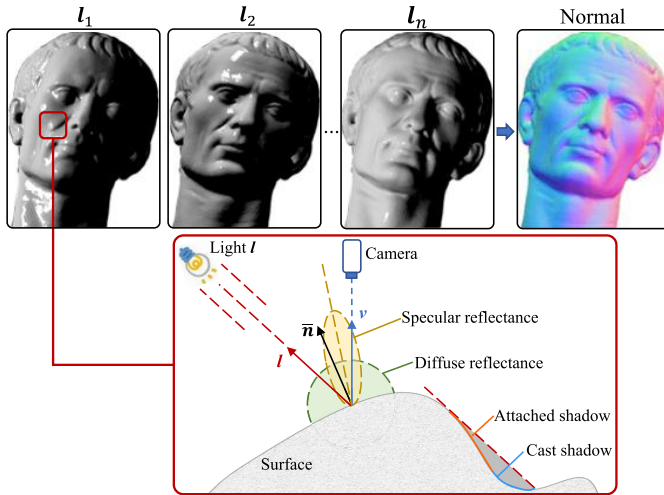 l₁
l₂
lₙ
Normal
...
Light l
Camera
v
n̅
Specular reflectance
l
Diffuse reflectance
Attached shadow
Cast shadow
Surface